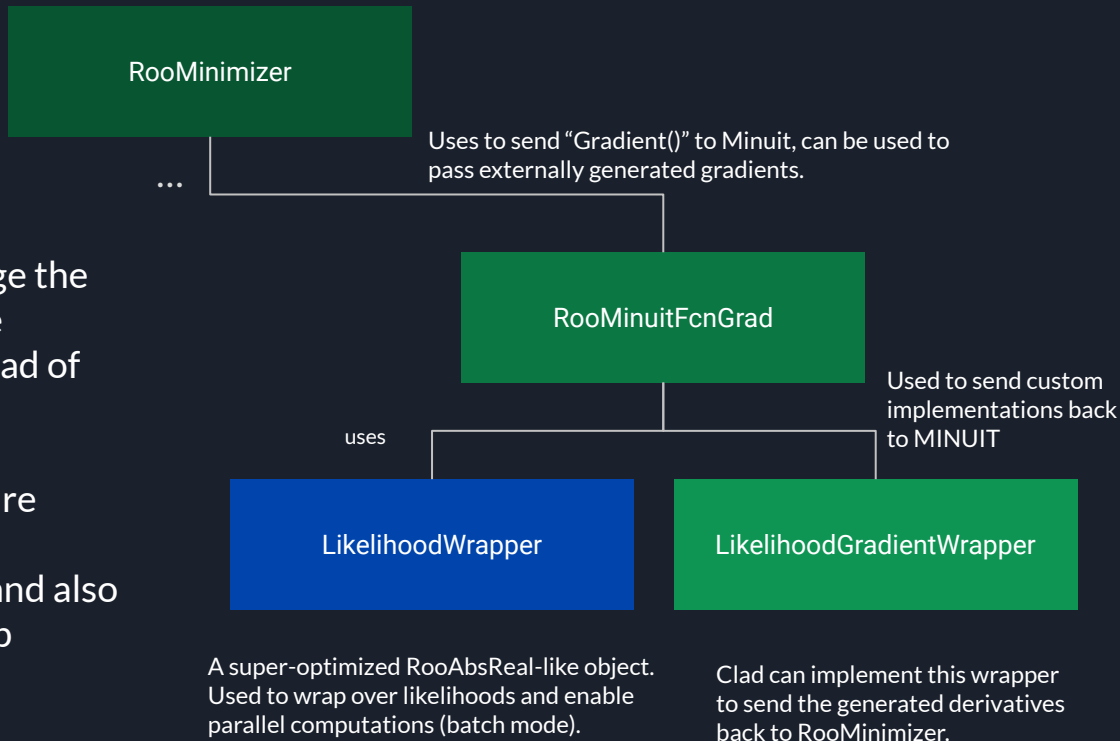 RooMinimizer
Uses to send “Gradient()” to Minuit, can be used to
pass externally generated gradients.
...
ge the
RooMinuitFcnGrad
ad of
Used to send custom
implementations back
to MINUIT
uses
re
LikelihoodWrapper
LikelihoodGradientWrapper
and also
A super-optimized RooAbsReal-like object.
Used to wrap over likelihoods and enable
parallel computations (batch mode).
Clad can implement this wrapper
to send the generated derivatives
back to RooMinimizer.